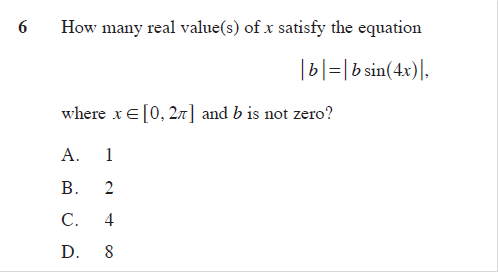 6 How many real value(s) of x satisfy the equation
|b|=|b sin(4x)|,
where x∈[0, 2π] and b is not zero?
A. 1
B. 2
C. 4
D. 8